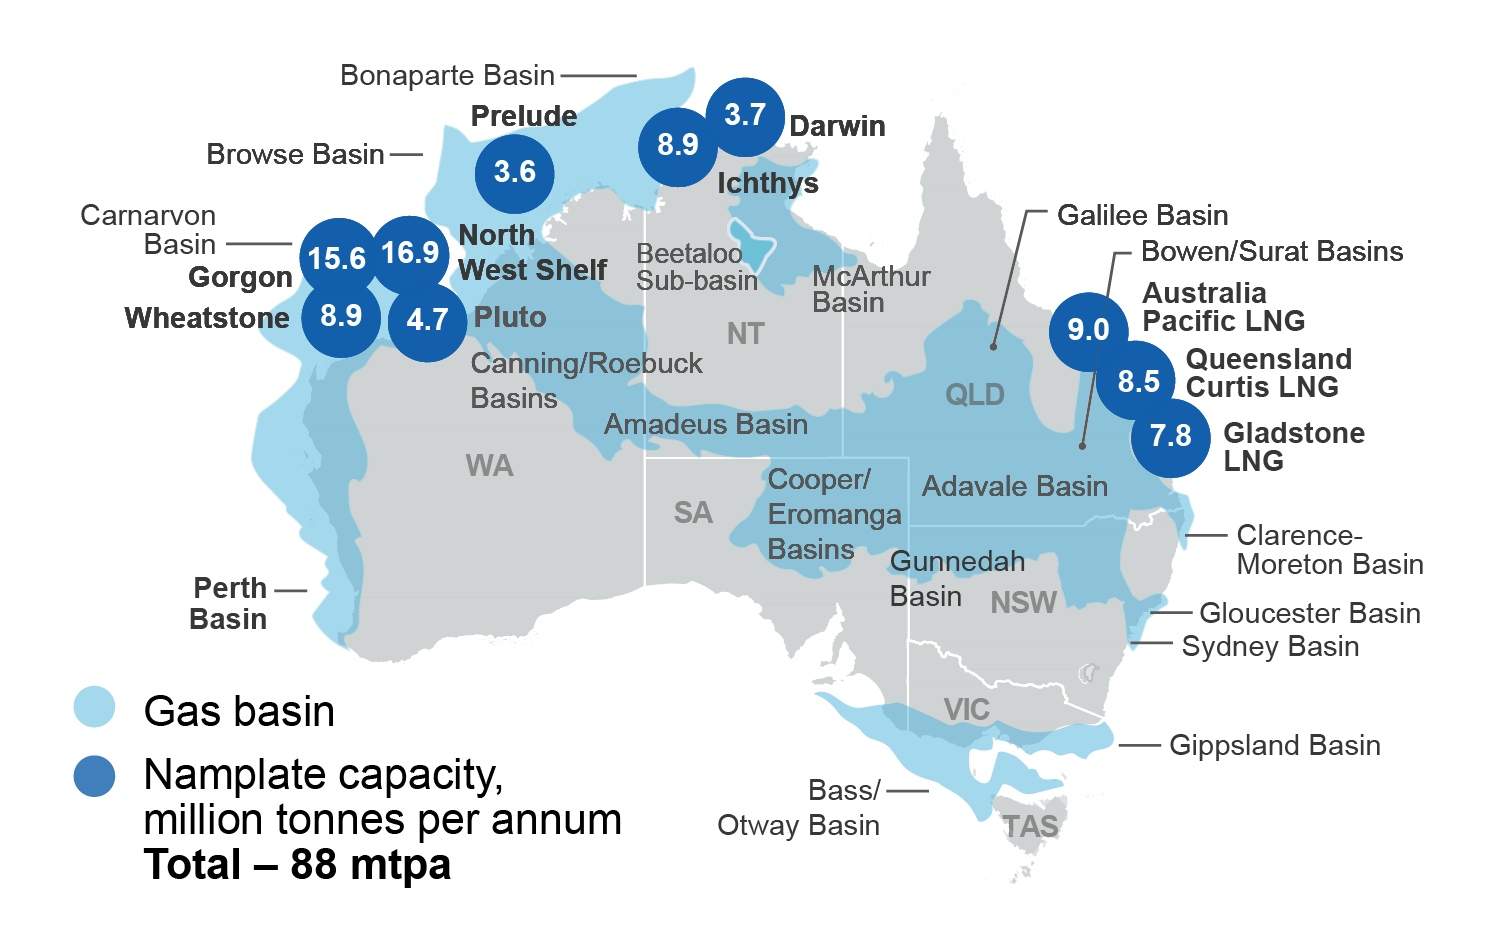 Bonaparte Basin
Prelude
3.6
8.9
3.7
Darwin
Ichthys
Browse Basin
Carnarvon
Basin
Gorgon
15.6
16.9
North
West Shelf
Wheatstone
8.9
4.7
Pluto
Beetaloo
Sub-basin
McArthur
Basin
Galilee Basin
Bowen/Surat Basins
9.0
Australia
Pacific LNG
8.5
Queensland
Curtis LNG
7.8
Gladstone
LNG
NT
QLD
Canning/Roebuck
Basins
Amadeus Basin
WA
SA
Cooper/
Eromanga
Basins
Adavale Basin
Gunnedah
Basin
NSW
Clarence-
Moreton Basin
Gloucester Basin
Sydney Basin
Perth
Basin
VIC
Gippsland Basin
Bass/
Otway Basin
TAS
Gas basin
Namplate capacity,
million tonnes per annum
Total – 88 mtpa